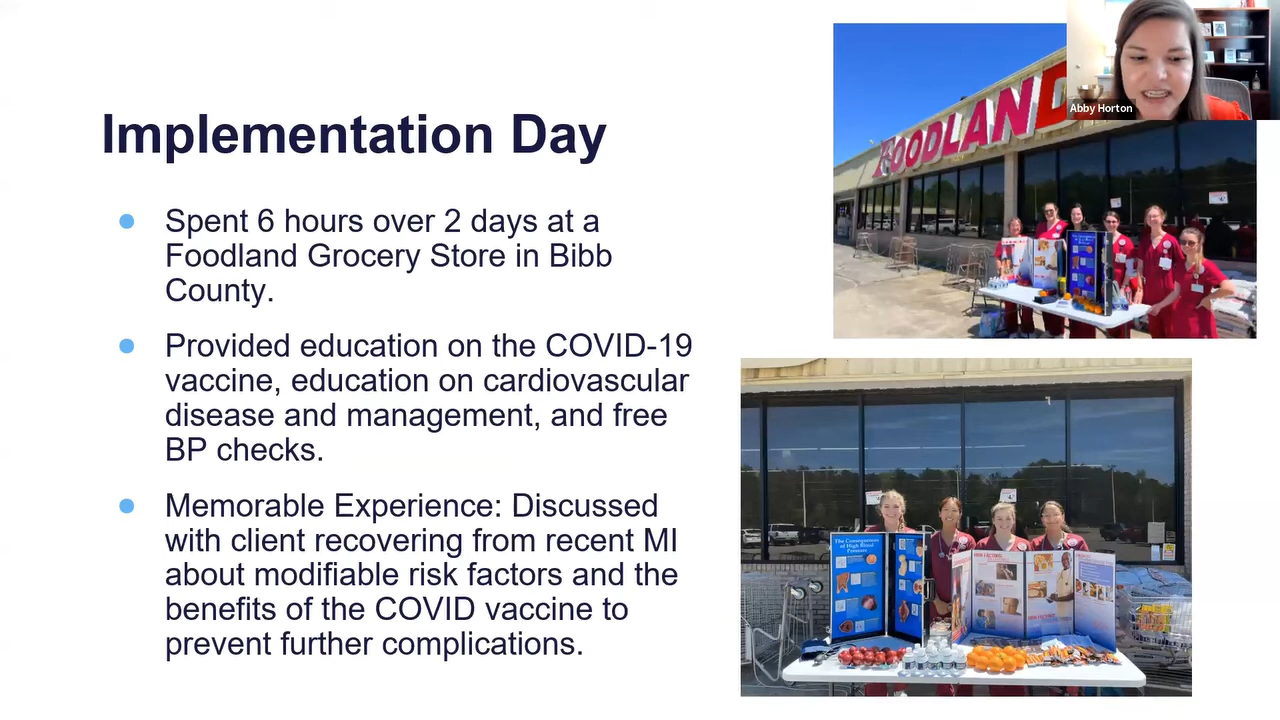 Implementation Day
Spent 6 hours over 2 days at a
Foodland Grocery Store in Bibb
County.
Provided education on the COVID-19
vaccine, education on cardiovascular
disease and management, and free
BP checks.
Memorable Experience: Discussed
with client recovering from recent MI
about modifiable risk factors and the
benefits of the COVID vaccine to
prevent further complications.
Abby Horton
FOODLAND
The Consequences
of High Blood
Pressure